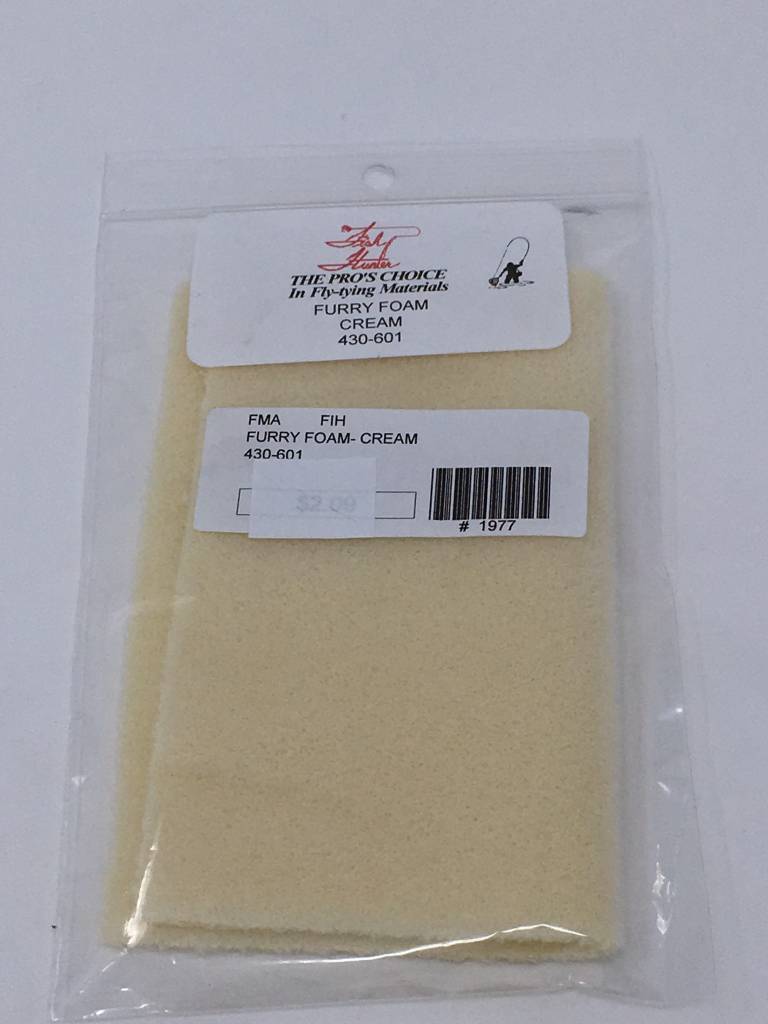 Fish
Hunter
THE PRO'S CHOICE
In Fly-tying Materials
FURRY FOAM
CREAM
430-601
FMA FIH
FURRY FOAM- CREAM
430-601
$2.09
# 1977